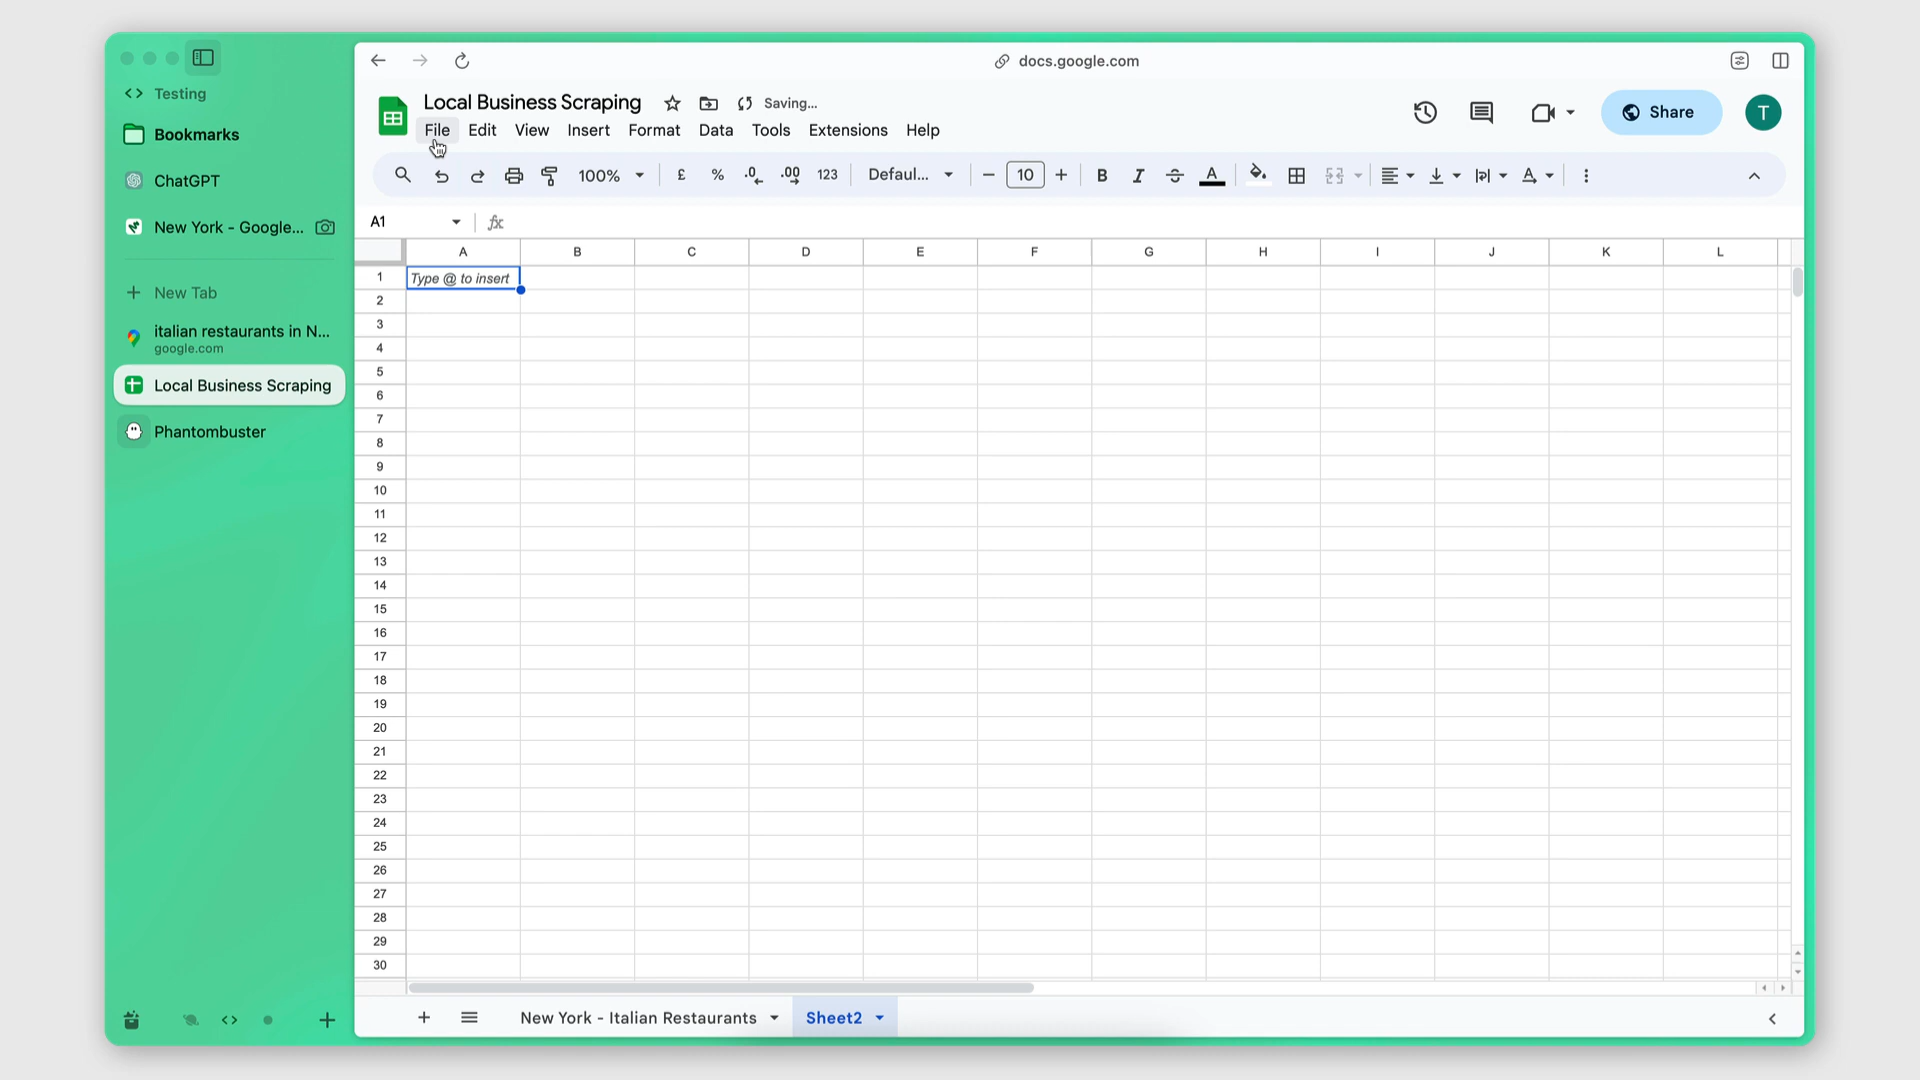 docs.google.com
Testing
Bookmarks
ChatGPT
New York - Google...
New Tab
italian restaurants in N...
google.com
Local Business Scraping
Phantombuster
Local Business Scraping
Saving...
File Edit View Insert Format Data Tools Extensions Help
Share
T
100% £ % .0 .00 123 Defaul... 10 B I A
A1
fx
A B C D E F G H I J K L
1 Type @ to insert
2
3
4
5
6
7
8
9
10
11
12
13
14
15
16
17
18
19
20
21
22
23
24
25
26
27
28
29
30
New York - Italian Restaurants
Sheet2